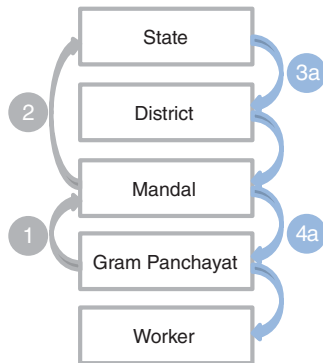 State
3a
District
2
Mandal
1
4a
Gram Panchayat
Worker